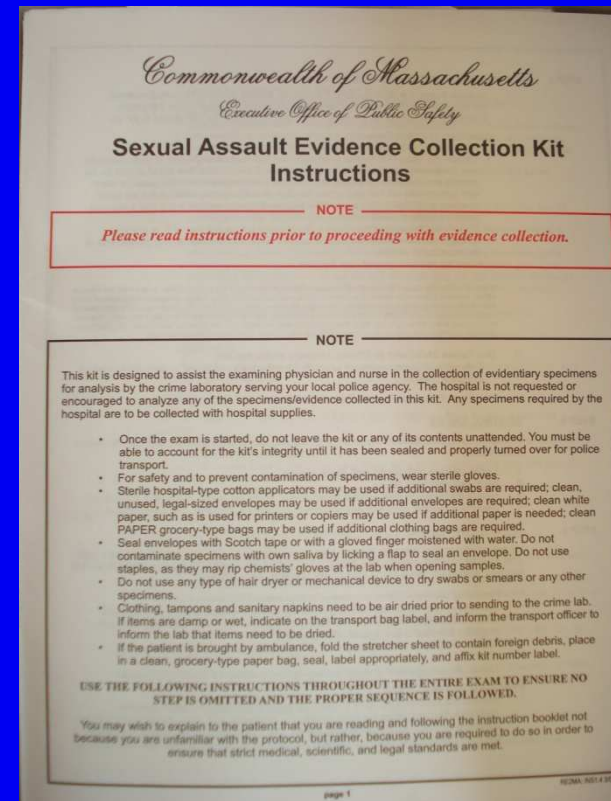 Commonwealth of Massachusetts
Executive Office of Public Safety
Sexual Assault Evidence Collection Kit
Instructions
NOTE
Please read instructions prior to proceeding with evidence collection.
NOTE
This kit is designed to assist the examining physician and nurse in the collection of evidentiary specimens
for analysis by the crime laboratory serving your local police agency. The hospital is not requested or
encouraged to analyze any of the specimens/evidence collected in this kit. Any specimens required by the
hospital are to be collected with hospital supplies.
• Once the exam is started, do not leave the kit or any of its contents unattended. You must be
able to account for the kit's integrity until it has been sealed and properly turned over for police
transport.
• For safety and to prevent contamination of specimens, wear sterile gloves.
• Sterile hospital-type cotton applicators may be used if additional swabs are required; clean,
unused, legal-sized envelopes may be used if additional envelopes are required; clean white
paper, such as is used for printers or copiers may be used if additional paper is needed; clean
PAPER grocery-type bags may be used if additional clothing bags are required.
• Seal envelopes with Scotch tape or with a gloved finger moistened with water. Do not
contaminate specimens with own saliva by licking a flap to seal an envelope. Do not use
staples, as they may rip chemists' gloves at the lab when opening samples.
• Do not use any type of hair dryer or mechanical device to dry swabs or smears or any other
specimens.
• Clothing, tampons and sanitary napkins need to be air dried prior to sending to the crime lab.
If items are damp or wet, indicate on the transport bag label, and inform the transport officer to
inform the lab that items need to be dried.
• If the patient is brought by ambulance, fold the stretcher sheet to contain foreign debris, place
in a clean, grocery-type paper bag, seal, label appropriately, and affix kit number label.
USE THE FOLLOWING INSTRUCTIONS THROUGHOUT THE ENTIRE EXAM TO ENSURE NO
STEP IS OMITTED AND THE PROPER SEQUENCE IS FOLLOWED.
You may wish to explain to the patient that you are reading and following the instruction booklet not
because you are unfamiliar with the protocol, but rather, because you are required to do so in order to
ensure that strict medical, scientific, and legal standards are met.
page 1